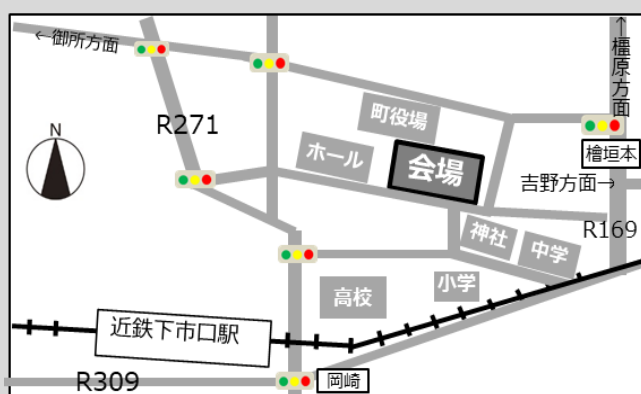 ←御所方面
←橿原方面
N
R271
町役場
ホール
会場
檜垣本
吉野方面→
R169
神社
中学
小学
高校
近鉄下市口駅
R309
岡崎